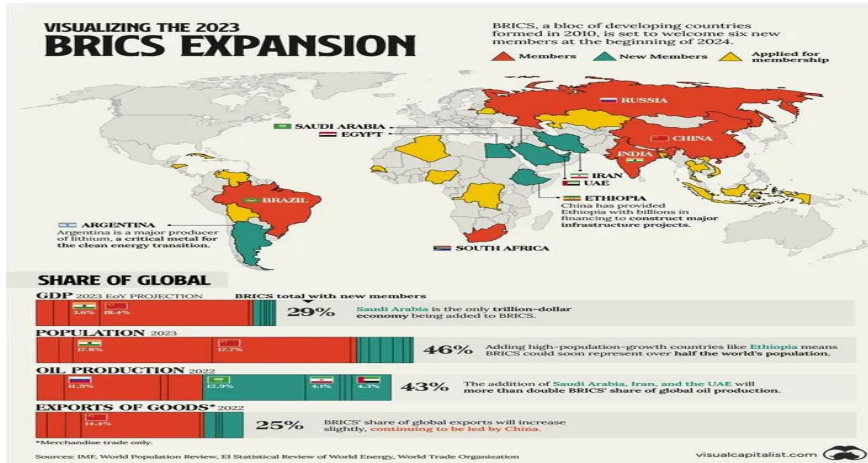 VISUALIZING THE 2023
BRICS EXPANSION
BRICS, a bloc of developing countries
formed in 2010, is set to welcome six new
members at the beginning of 2024.
Members
New Members
Applied for
membership
RUSSIA
SAUDI ARABIA
EGYPT
CHINA
INDIA
IRAN
UAE
BRAZIL
ETHIOPIA
China has provided
Ethiopia with billions in
financing to construct major
infrastructure projects.
ARGENTINA
Argentina is a major producer
of lithium, a critical metal for
the clean energy transition.
SOUTH AFRICA
SHARE OF GLOBAL
GDP 2023 EOY PROJECTION
BRICS total with new members
3.6% 18.4%
29%
Saudi Arabia is the only trillion-dollar
economy being added to BRICS.
POPULATION 2023
17.8% 17.7%
46%
Adding high-population-growth countries like Ethiopia means
BRICS could soon represent over half the world's population.
OIL PRODUCTION 2022
11.9% 12.9% 4.1% 4.3%
43%
The addition of Saudi Arabia, Iran, and the UAE will
more than double BRICS' share of global oil production.
EXPORTS OF GOODS* 2022
14.4%
25%
BRICS' share of global exports will increase
slightly, continuing to be led by China.
*Merchandise trade only.
Sources: IMF, World Population Review, EI Statistical Review of World Energy, World Trade Organization
visualcapitalist.com